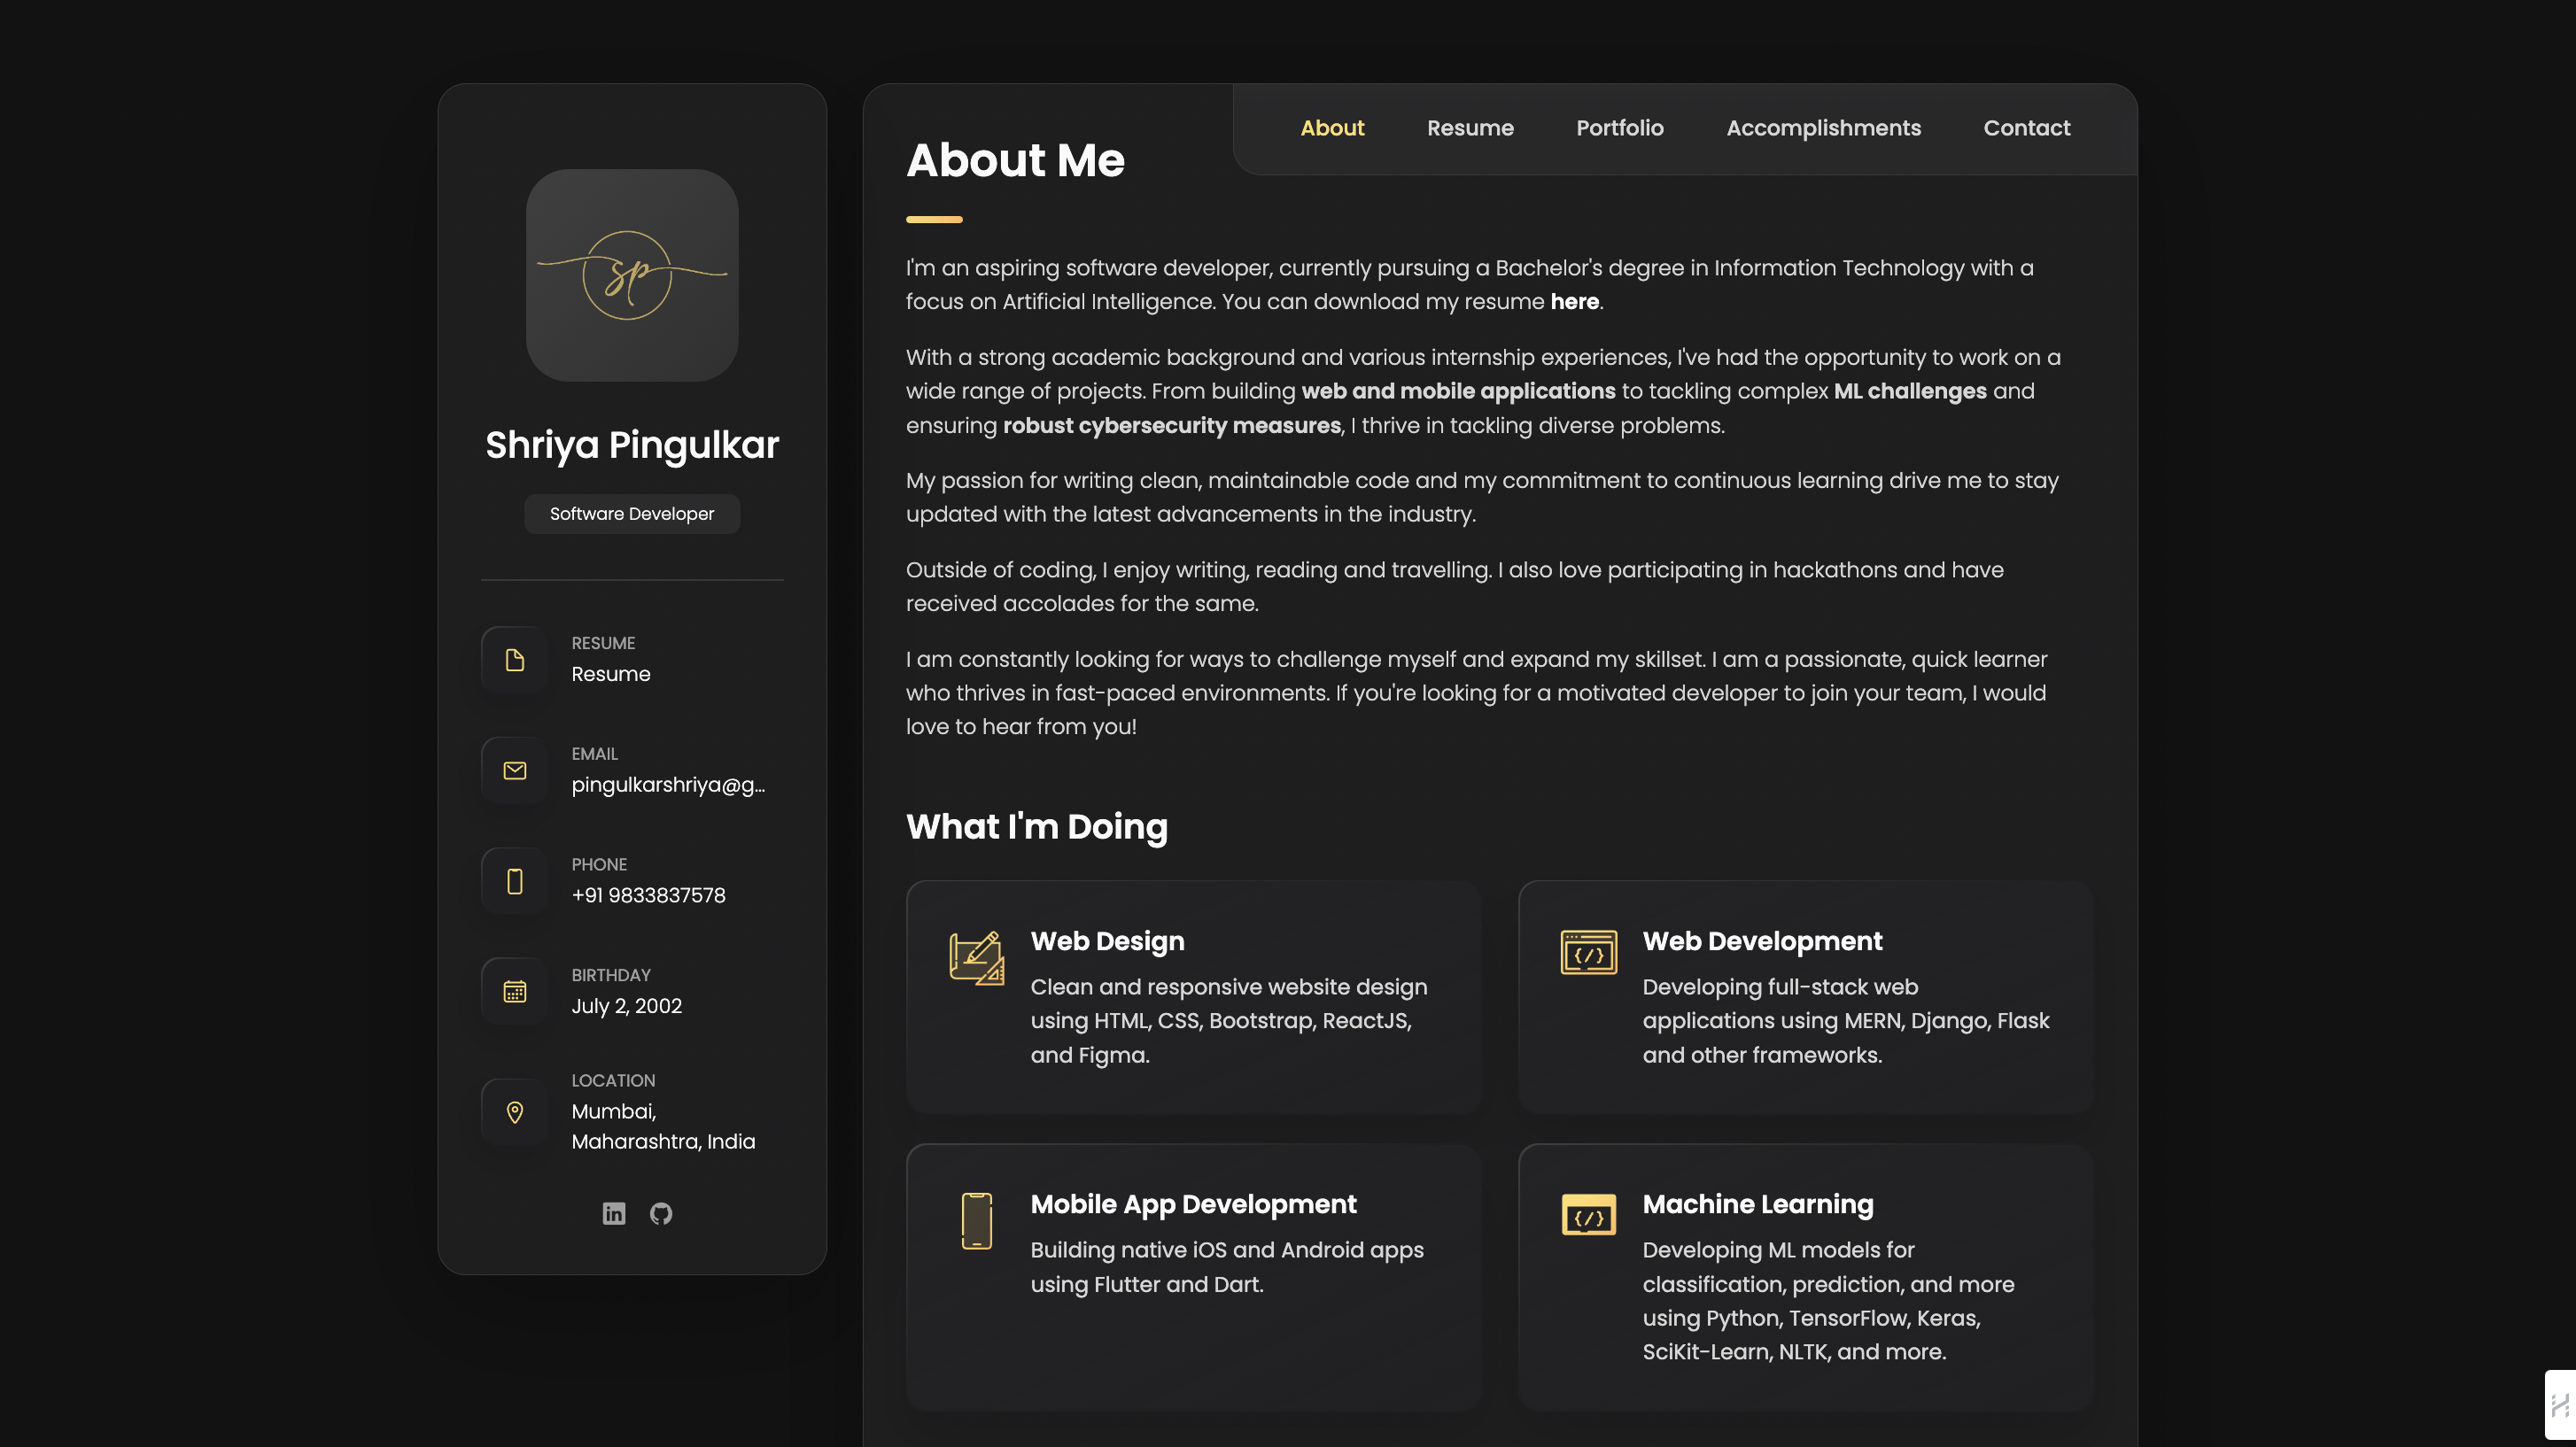 sp
Shriya Pingulkar
Software Developer
RESUME
Resume
EMAIL
pingulkarshriya@g...
PHONE
+91 9833837578
BIRTHDAY
July 2, 2002
LOCATION
Mumbai,
Maharashtra, India
About Resume Portfolio Accomplishments Contact
About Me
I'm an aspiring software developer, currently pursuing a Bachelor's degree in Information Technology with a
focus on Artificial Intelligence. You can download my resume here.
With a strong academic background and various internship experiences, I've had the opportunity to work on a
wide range of projects. From building web and mobile applications to tackling complex ML challenges and
ensuring robust cybersecurity measures, I thrive in tackling diverse problems.
My passion for writing clean, maintainable code and my commitment to continuous learning drive me to stay
updated with the latest advancements in the industry.
Outside of coding, I enjoy writing, reading and travelling. I also love participating in hackathons and have
received accolades for the same.
I am constantly looking for ways to challenge myself and expand my skillset. I am a passionate, quick learner
who thrives in fast-paced environments. If you're looking for a motivated developer to join your team, I would
love to hear from you!
What I'm Doing
Web Design
Clean and responsive website design
using HTML, CSS, Bootstrap, ReactJS,
and Figma.
Web Development
Developing full-stack web
applications using MERN, Django, Flask
and other frameworks.
Mobile App Development
Building native iOS and Android apps
using Flutter and Dart.
Machine Learning
Developing ML models for
classification, prediction, and more
using Python, TensorFlow, Keras,
SciKit-Learn, NLTK, and more.